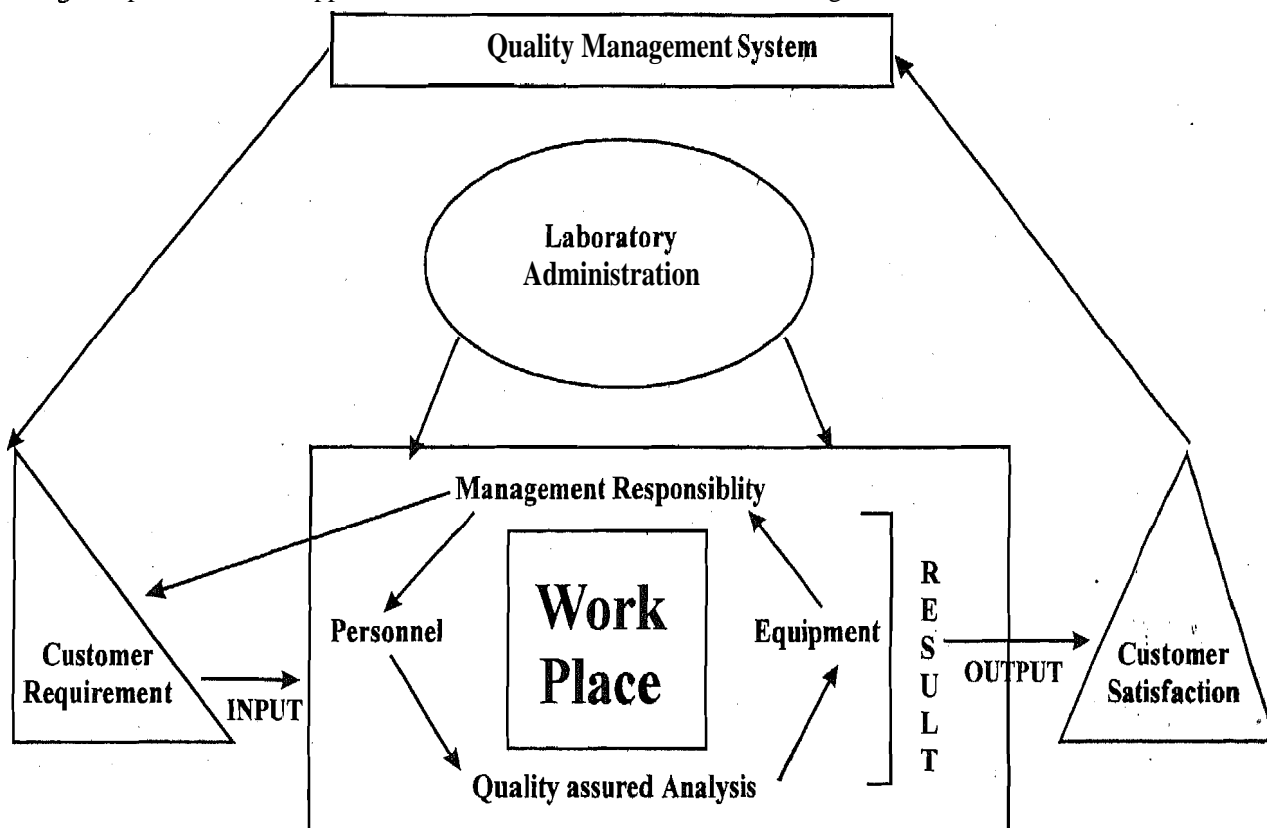 Quality Management System
Laboratory
Administration
Management Responsiblity
Work
Place
Personnel
Equipment
Quality assured Analysis
RESULT
Customer
Requirement
INPUT
OUTPUT
Customer
Satisfaction